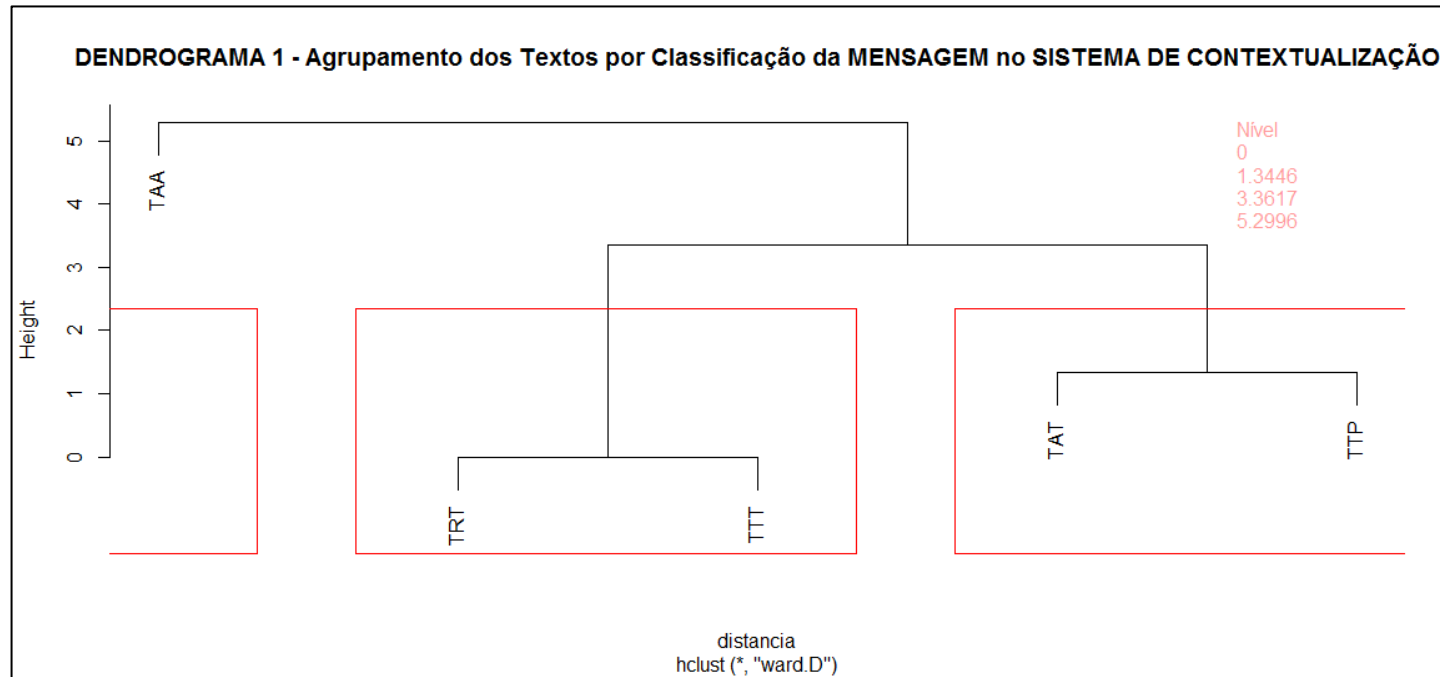 DENDROGRAMA 1 - Agrupamento dos Textos por Classificação da MENSAGEM no SISTEMA DE CONTEXTUALIZAÇÃO
Nível
0
1.3446
3.3617
5.2996
5
4
3
2
1
0
Height
TAA
TRT
TTT
TAT
TTP
distancia
hclust (*, "ward.D")